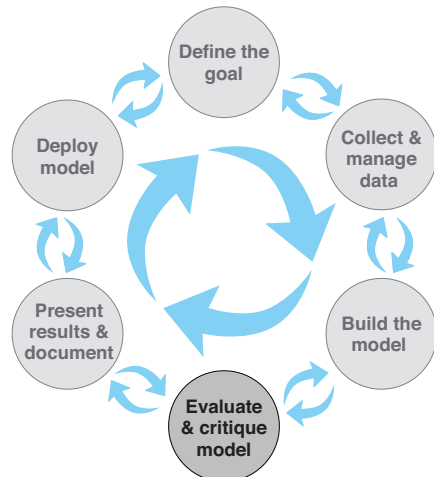 Define the
goal
Collect &
manage
data
Build the
model
Evaluate
& critique
model
Present
results &
document
Deploy
model